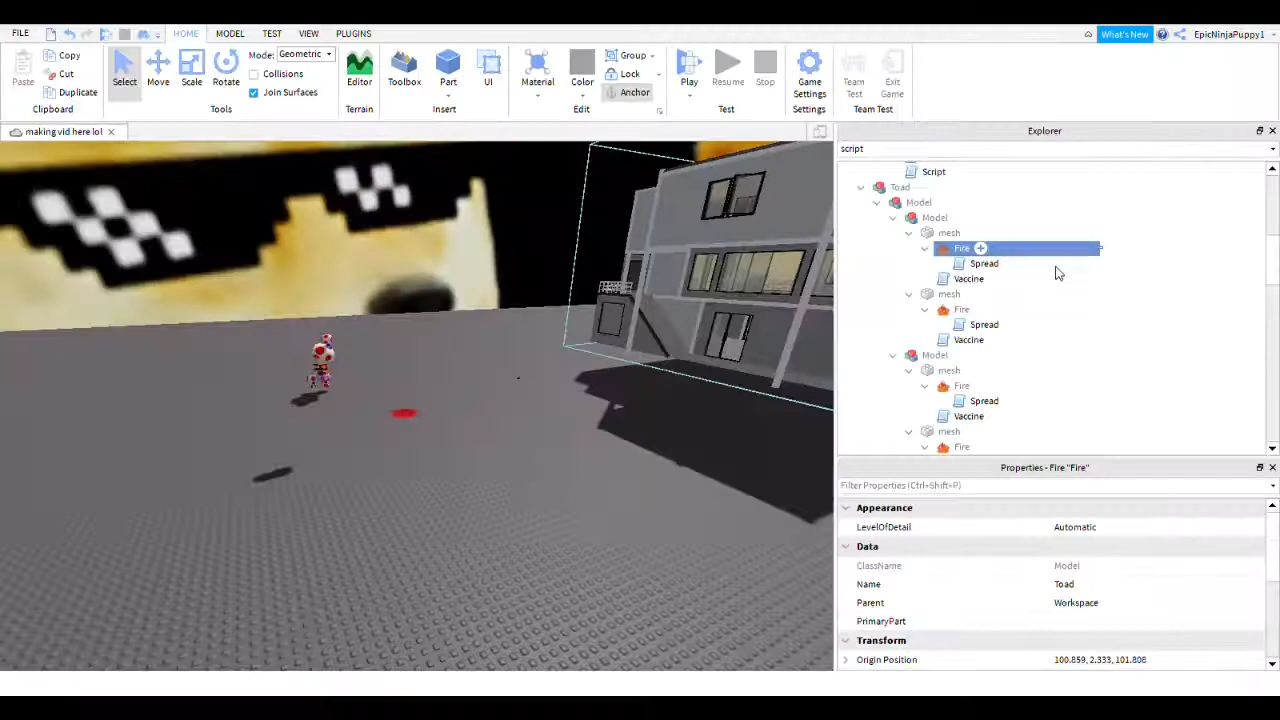 FILE HOME MODEL TEST VIEW PLUGINS What's New EpicNinjaPuppy1
Paste Copy Cut Duplicate Clipboard
Select Move Scale Rotate Mode: Geometric Collisions Join Surfaces Tools
Editor Terrain
Toolbox Part UI Insert
Material Color Group Lock Anchor Edit
Play Resume Stop Test
Game Settings Settings
Team Test Exit Game Team Test
making vid here lol
Explorer
script
Script
Toad
Model
Model
mesh
Fire
Spread
Vaccine
mesh
Fire
Spread
Vaccine
Model
mesh
Fire
Spread
Vaccine
mesh
Fire
Properties - Fire "Fire"
Filter Properties (Ctrl+Shift+P)
Appearance
LevelOfDetail Automatic
Data
ClassName Model
Name Toad
Parent Workspace
PrimaryPart
Transform
Origin Position 100.859, 2.333, 101.808